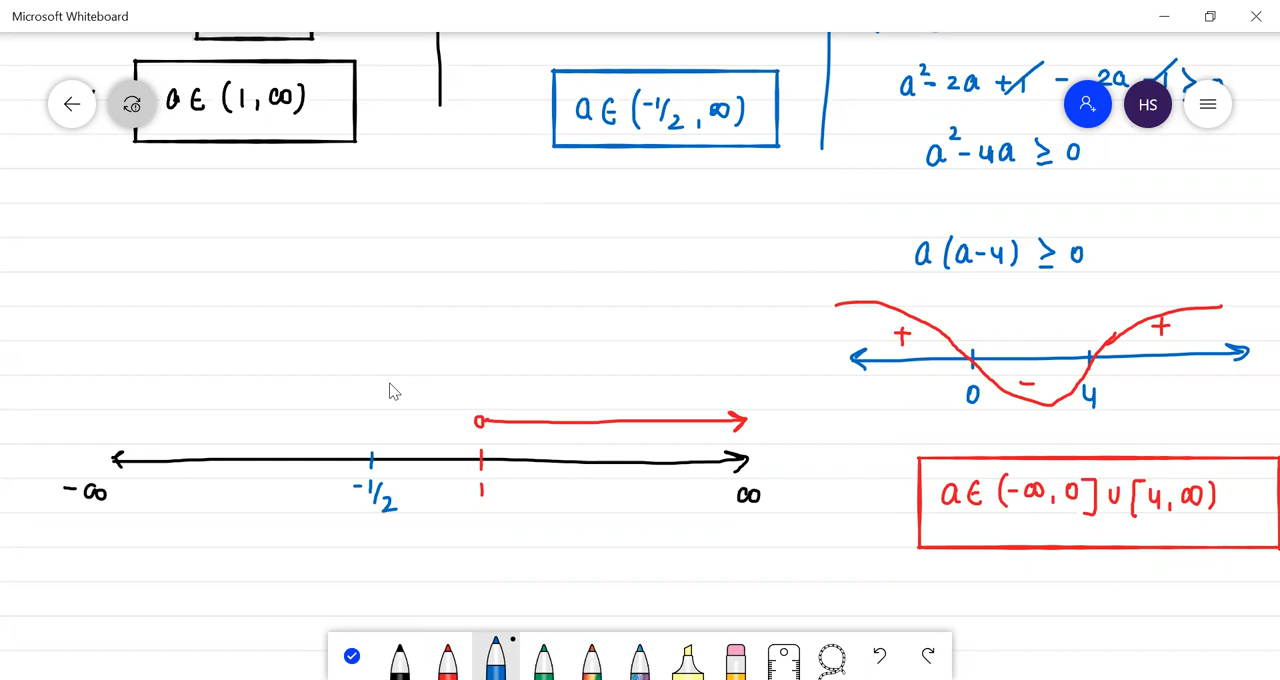 Microsoft Whiteboard
a ∈ (1, ∞)
a ∈ (-1/2, ∞)
a² - 2a + 1 - 2a - 1 ≥ 0
a² - 4a ≥ 0
HS
a(a-4) ≥ 0
+ - +
0 4
-∞ -1/2 1 ∞
a ∈ (-∞, 0] ∪ [4, ∞)